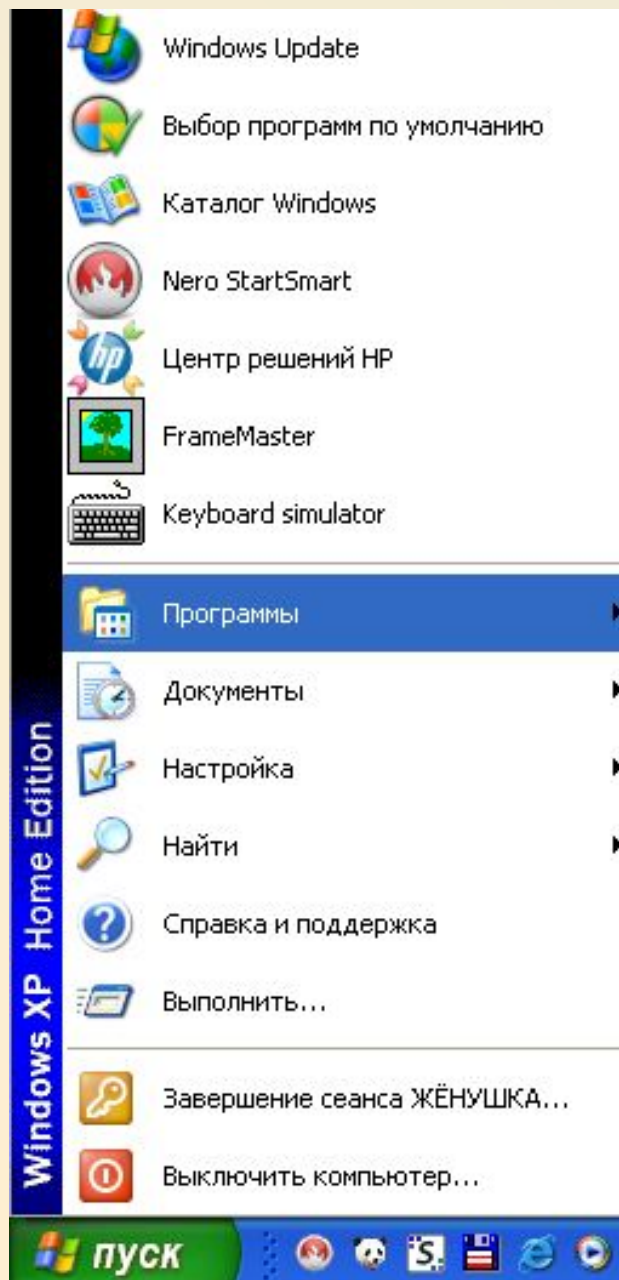 Windows Update
Выбор программ по умолчанию
Каталог Windows
Nero StartSmart
Центр решений HP
FrameMaster
Keyboard simulator
Программы
Документы
Настройка
Найти
Справка и поддержка
Выполнить...
Завершение сеанса ЖЁНУШКА...
Выключить компьютер...
Windows XP Home Edition
пуск